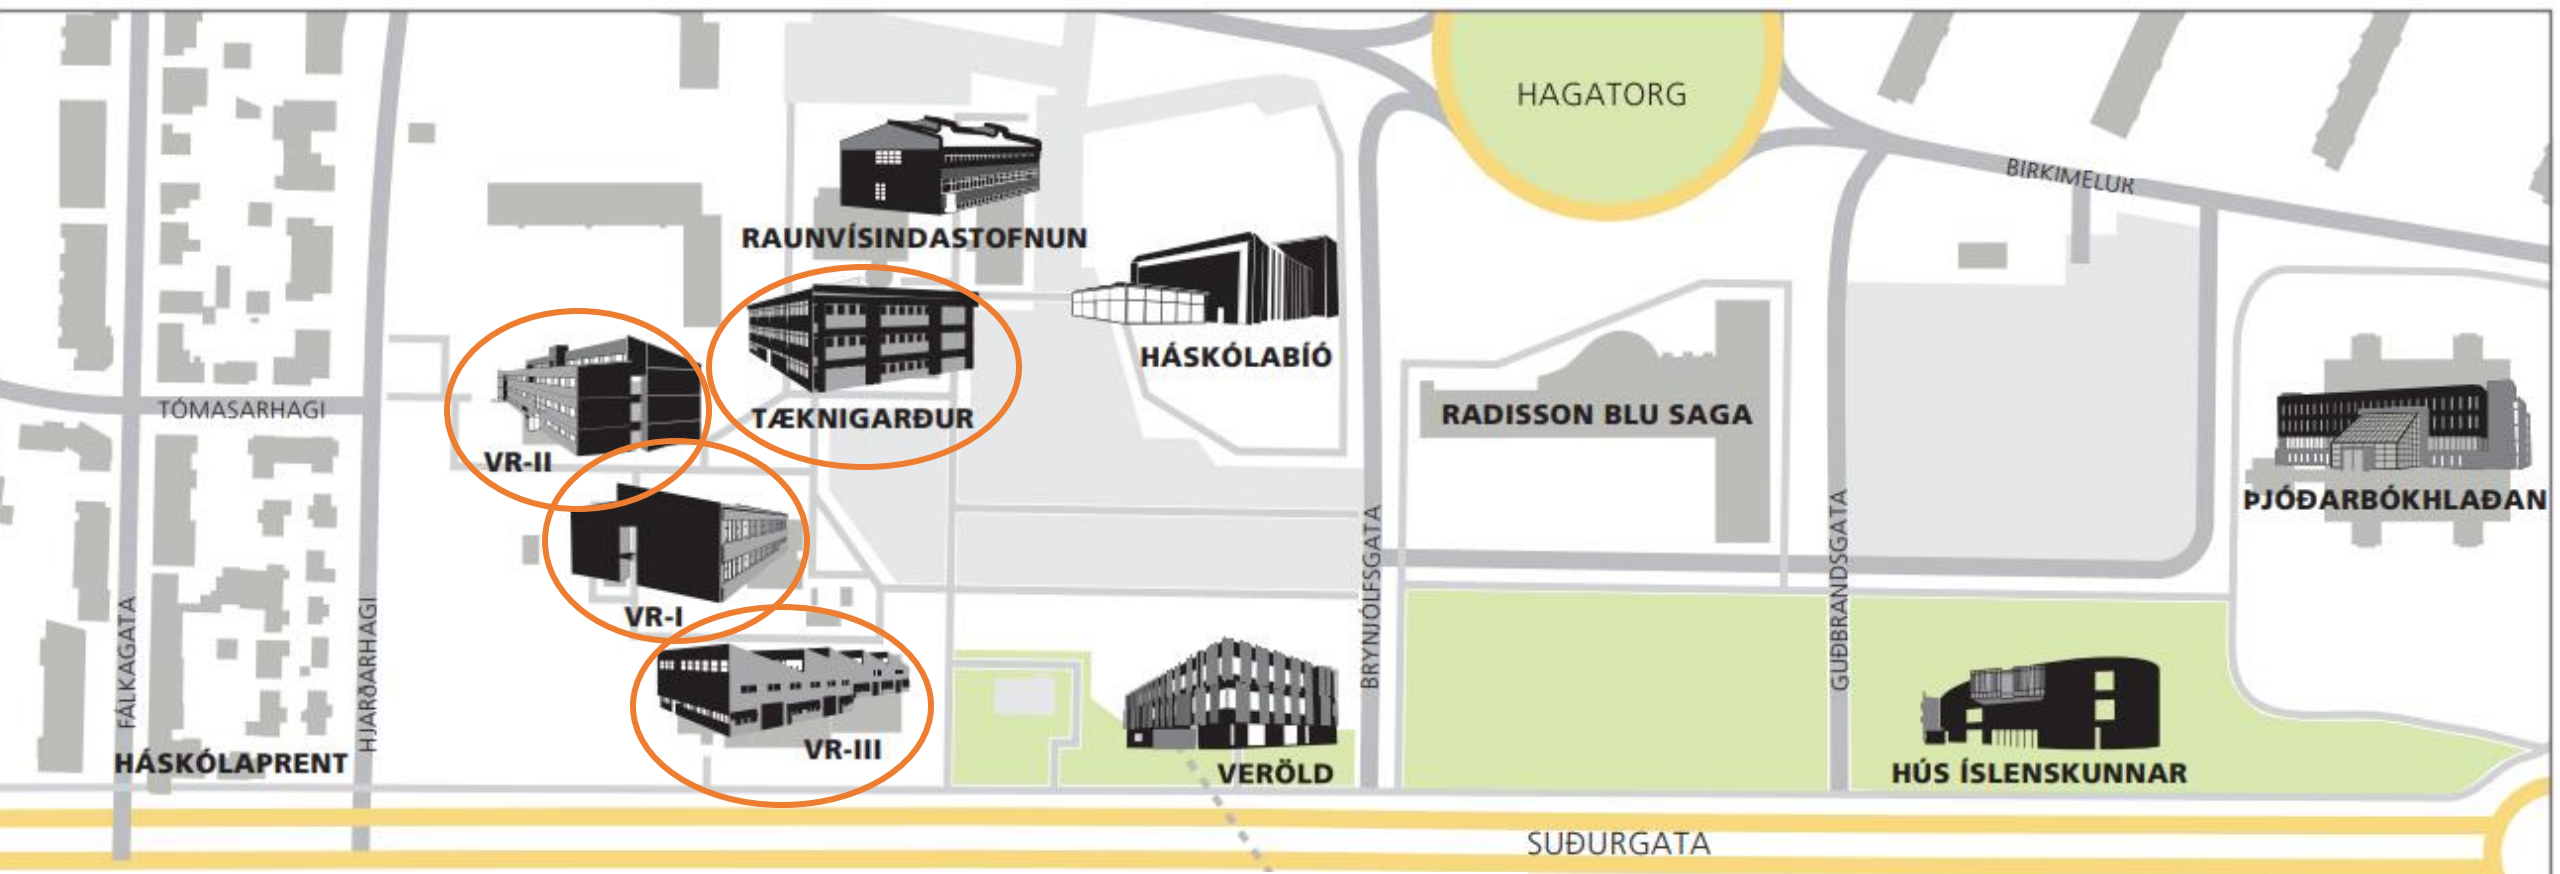 HAGATORG
BIRKIMELUR
RAUNVÍSINDASTOFNUN
HÁSKÓLABÍÓ
TÓMASARHAGI
TÆKNIGARÐUR
RADISSON BLU SAGA
VR-II
ÞJÓÐARBÓKHLAÐAN
BRYNJÓLFSGATA
GUÐBRANDSGATA
VR-I
FÁLKAGATA
HJARðARHAGI
VR-III
HÁSKÓLAPRENT
VERÖLD
HÚS ÍSLENSKUNNAR
SUÐURGATA